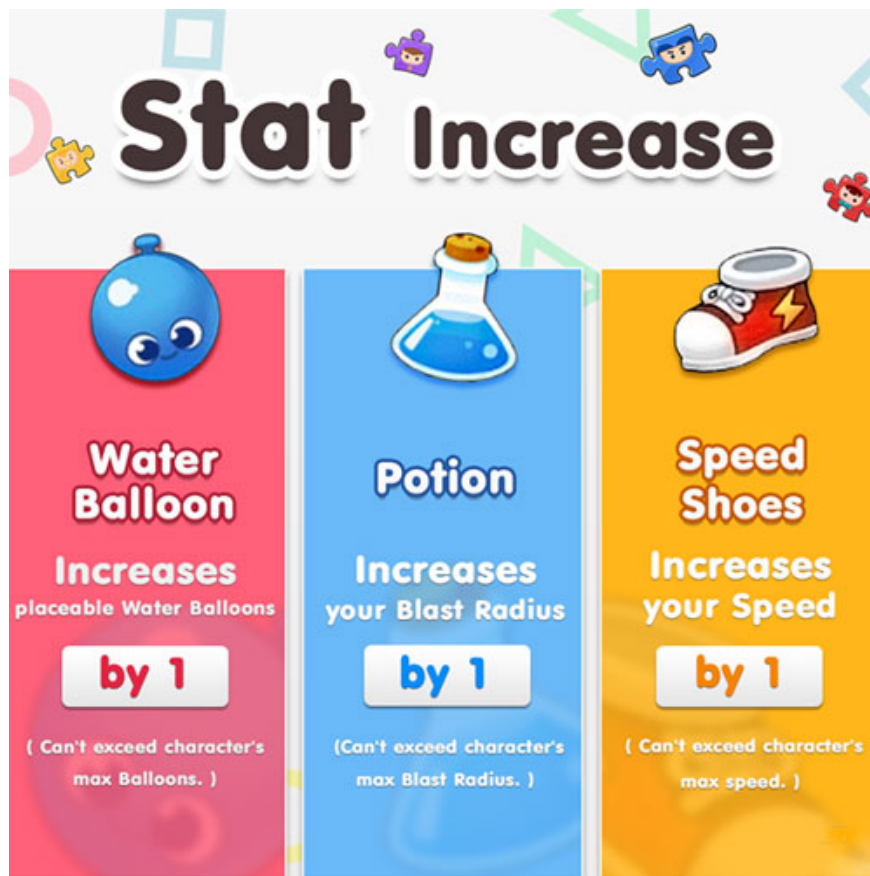 Stat Increase
Water
Balloon
Increases
placeable Water Balloons
by 1
( Can't exceed character's
max Balloons. )
Potion
Increases
your Blast Radius
by 1
(Can't exceed character's
max Blast Radius. )
Speed
Shoes
Increases
your Speed
by 1
( Can't exceed character's
max speed. )